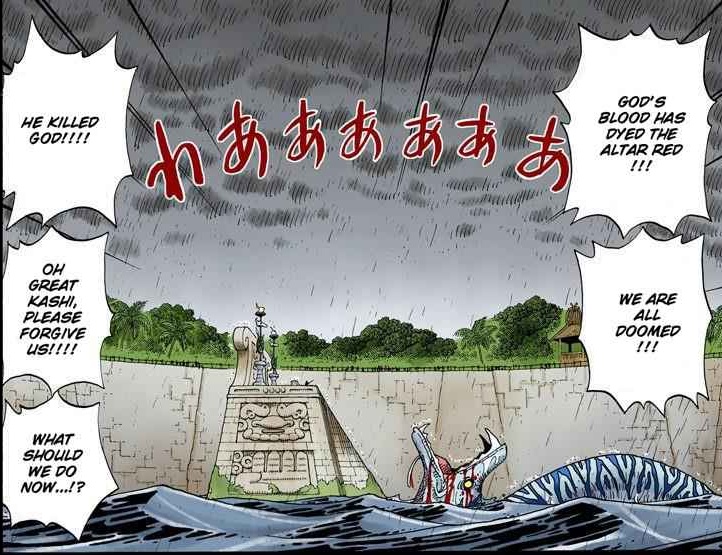 GOD'S
BLOOD HAS
DYED THE
ALTAR RED
!!!
WE ARE
ALL
DOOMED
!!!
わああああああ
HE KILLED
GOD!!!!
OH
GREAT
KASHI,
PLEASE
FORGIVE
US!!!!
WHAT
SHOULD
WE DO
NOW...!?